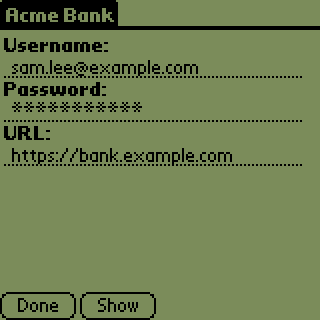 Acme Bank
Username:
sam.lee@example.com
Password:
***********
URL:
https://bank.example.com
Done Show